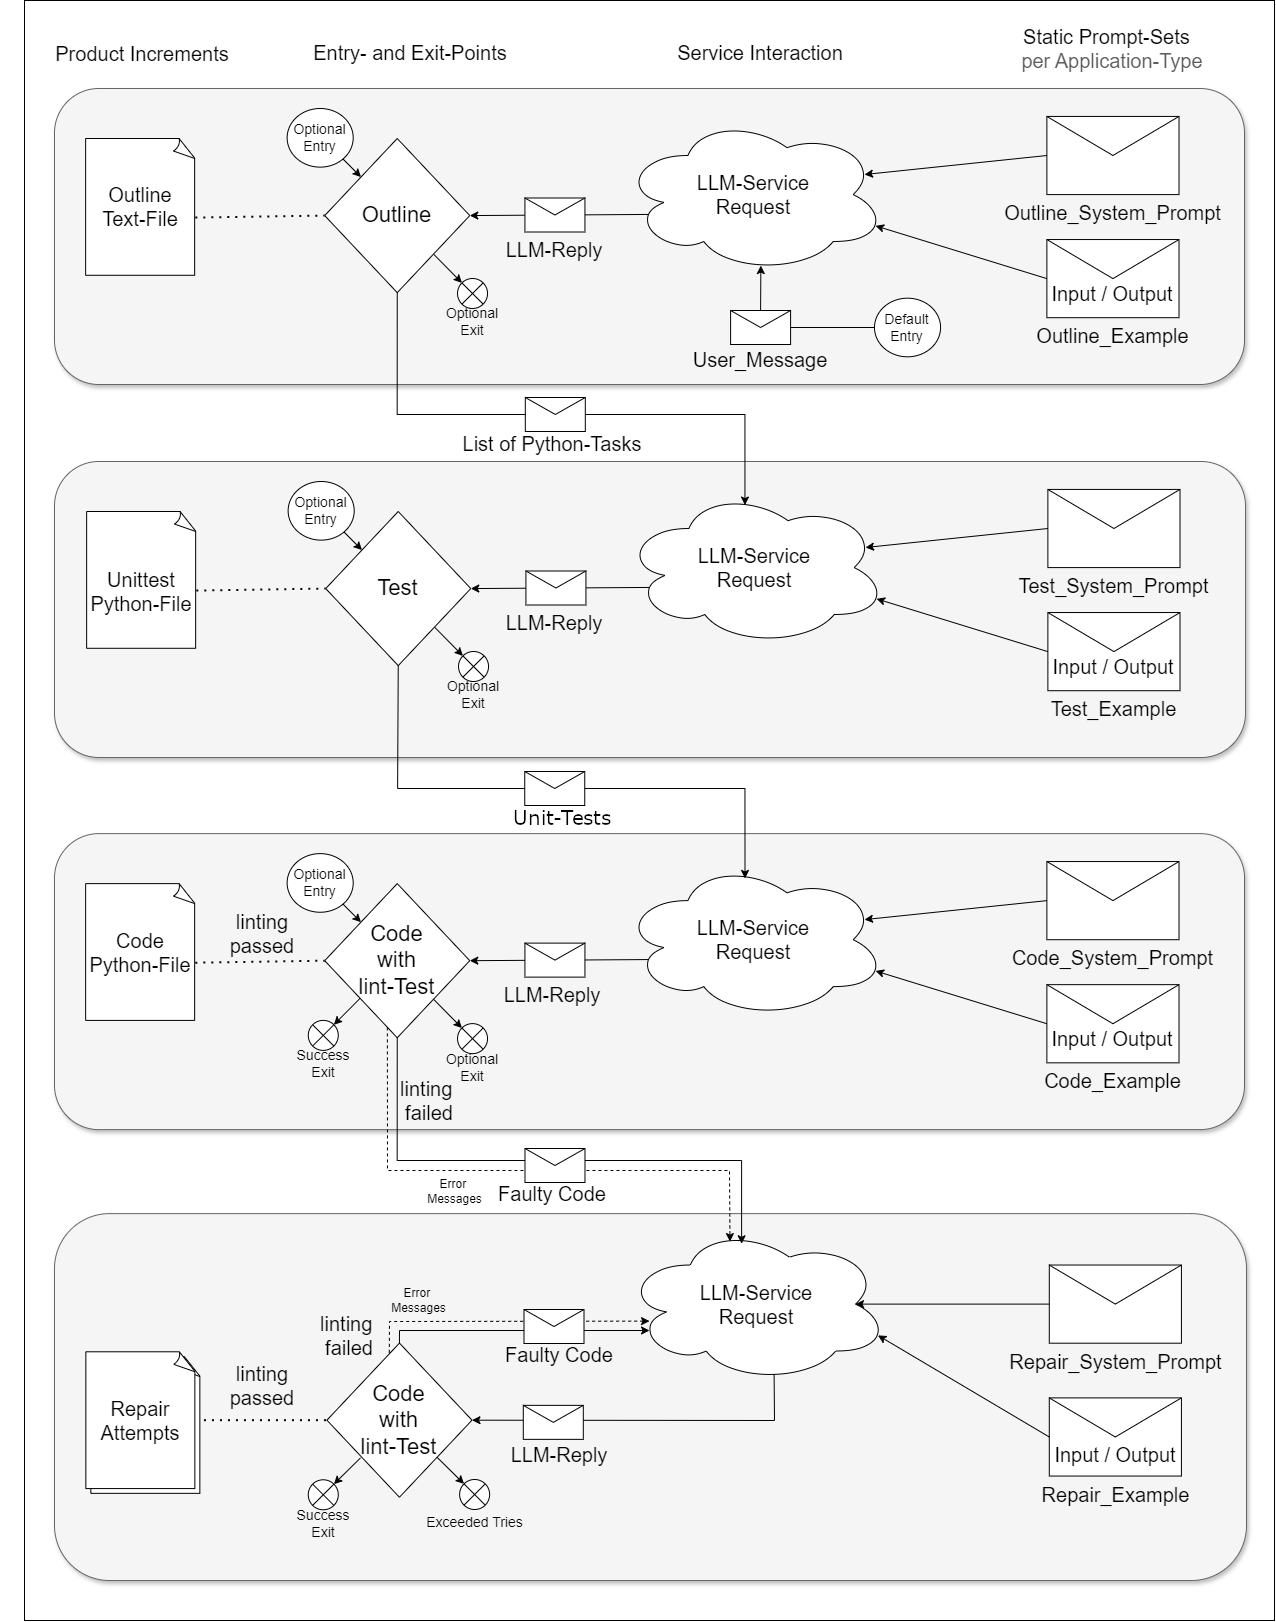 Product Increments
Entry- and Exit-Points
Service Interaction
Static Prompt-Sets
per Application-Type
Outline
Text-File
Optional
Entry
Outline
LLM-Reply
Optional
Exit
LLM-Service
Request
User_Message
Default
Entry
Outline_System_Prompt
Input / Output
Outline_Example
List of Python-Tasks
Unittest
Python-File
Optional
Entry
Test
LLM-Reply
Optional
Exit
LLM-Service
Request
Test_System_Prompt
Input / Output
Test_Example
Unit-Tests
Code
Python-File
linting
passed
Optional
Entry
Code
with
lint-Test
LLM-Reply
Success
Exit
Optional
Exit
linting
failed
LLM-Service
Request
Code_System_Prompt
Input / Output
Code_Example
Error
Messages
Faulty Code
Repair
Attempts
linting
passed
linting
failed
Error
Messages
Faulty Code
Code
with
lint-Test
LLM-Reply
Success
Exit
Exceeded Tries
LLM-Service
Request
Repair_System_Prompt
Input / Output
Repair_Example